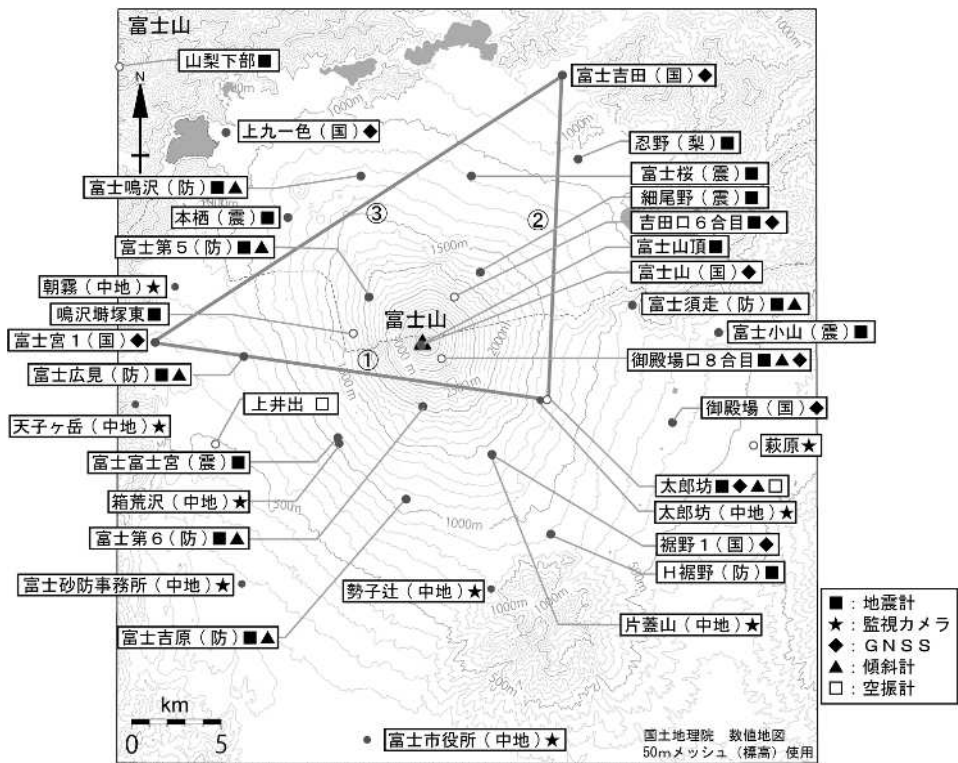 富士山
山梨下部■
N
富士吉田(国)◆
1000m
1000m
上九一色(国)◆
1000m
忍野(梨)■
富士鳴沢(防)■▲
富士桜(震)■
細尾野(震)■
③
②
本栖(震)■
吉田口6合目■◆
富士第5(防)■▲
1500m
富士山頂■
富士山(国)◆
朝霧(中地)★
富士須走(防)■▲
鳴沢塒塚東■
富士山
富士小山(震)■
富士宮1(国)◆
2000m
富士広見(防)■▲
①
御殿場口8合目■▲◆
上井出 □
天子ヶ岳(中地)★
御殿場(国)◆
萩原★
富士富士宮(震)■
太郎坊■◆▲□
箱荒沢(中地)★
500m
太郎坊(中地)★
1000m
富士第6(防)■▲
裾野1(国)◆
H裾野(防)■
富士砂防事務所(中地)★
勢子辻(中地)★
1000m
1000m
富士吉原(防)■▲
片蓋山(中地)★
500m
■:地震計
★:監視カメラ
◆:GNSS
▲:傾斜計
□:空振計
km
0 5
富士市役所(中地)★
国土地理院 数値地図
50mメッシュ(標高)使用